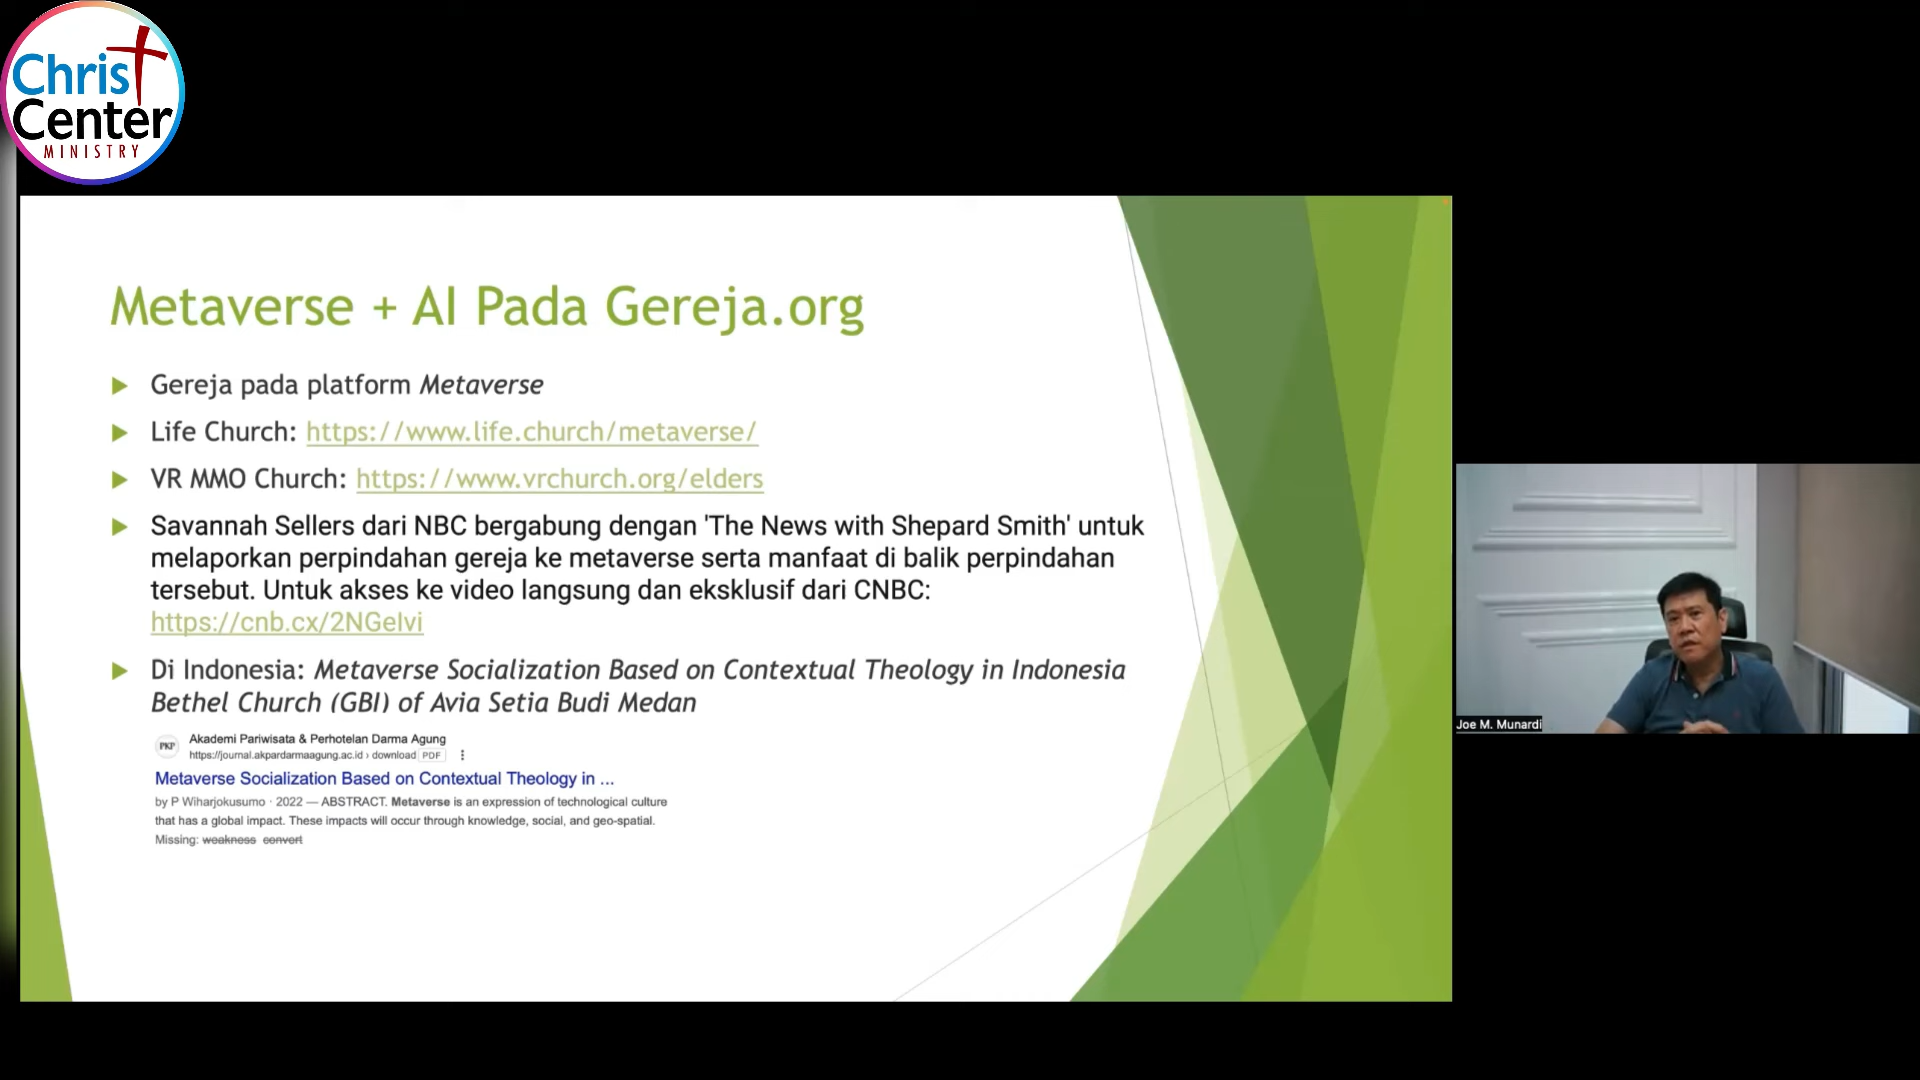 Chris
Center
MINISTRY
Metaverse + AI Pada Gereja.org
Gereja pada platform Metaverse
Life Church: https://www.life.church/metaverse/
VR MMO Church: https://www.vrchurch.org/elders
Savannah Sellers dari NBC bergabung dengan 'The News with Shepard Smith' untuk
melaporkan perpindahan gereja ke metaverse serta manfaat di balik perpindahan
tersebut. Untuk akses ke video langsung dan eksklusif dari CNBC:
https://cnb.cx/2NGeIvi
Di Indonesia: Metaverse Socialization Based on Contextual Theology in Indonesia
Bethel Church (GBI) of Avia Setia Budi Medan
PKP
Akademi Pariwisata & Perhotelan Darma Agung
https://journal.akpardarmaagung.ac.id › download PDF
Metaverse Socialization Based on Contextual Theology in ...
by P Wiharjokusumo · 2022 — ABSTRACT. Metaverse is an expression of technological culture
that has a global impact. These impacts will occur through knowledge, social, and geo-spatial.
Missing: weakness convert
Joe M. Munardi